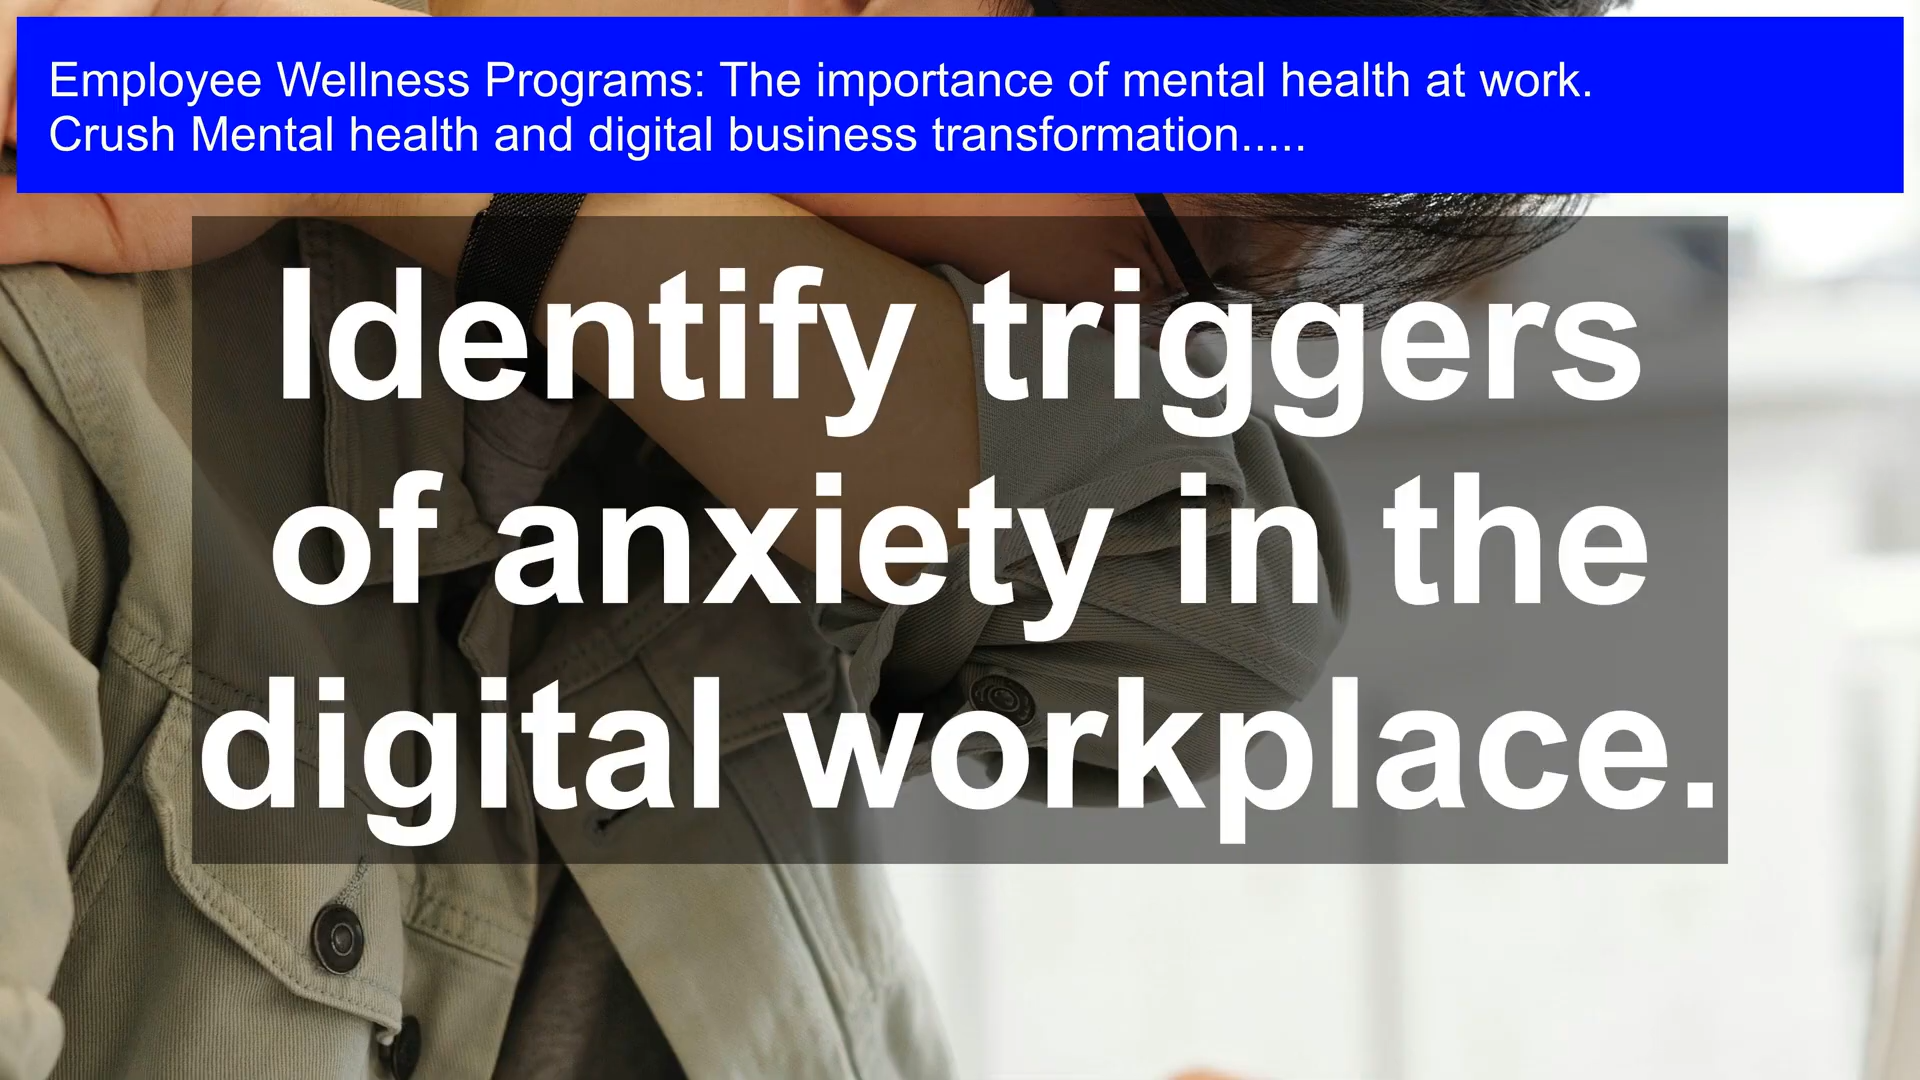 Employee Wellness Programs: The importance of mental health at work.
Crush Mental health and digital business transformation.....
Identify triggers
of anxiety in the
digital workplace.